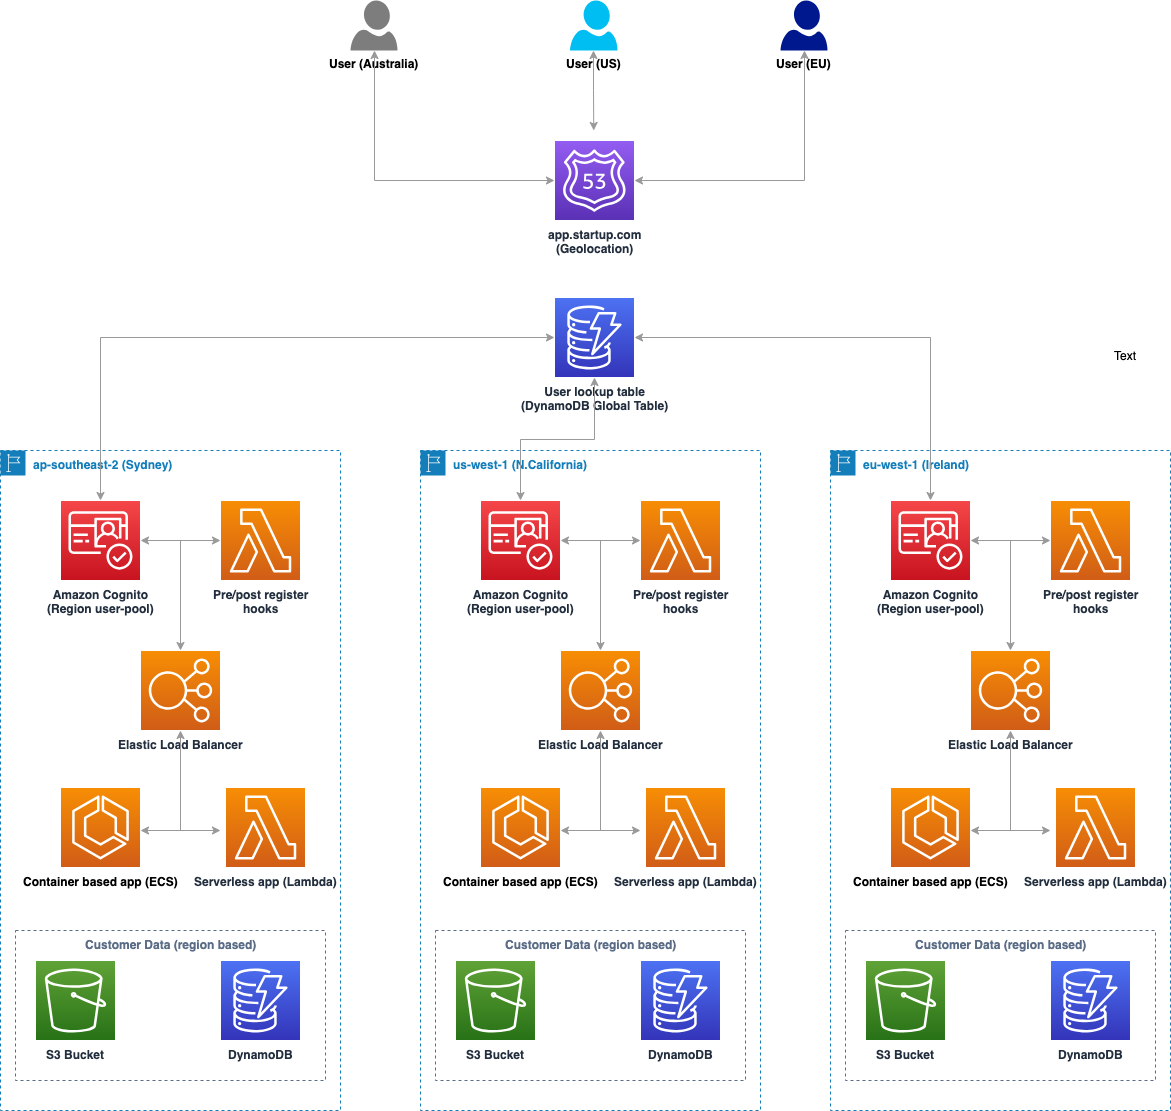 User (Australia)
User (US)
User (EU)
53
app.startup.com
(Geolocation)
User lookup table
(DynamoDB Global Table)
Text
ap-southeast-2 (Sydney)
us-west-1 (N.California)
eu-west-1 (Ireland)
Amazon Cognito
(Region user-pool)
Pre/post register
hooks
Amazon Cognito
(Region user-pool)
Pre/post register
hooks
Amazon Cognito
(Region user-pool)
Pre/post register
hooks
Elastic Load Balancer
Elastic Load Balancer
Elastic Load Balancer
Container based app (ECS)
Serverless app (Lambda)
Container based app (ECS)
Serverless app (Lambda)
Container based app (ECS)
Serverless app (Lambda)
Customer Data (region based)
Customer Data (region based)
Customer Data (region based)
S3 Bucket
DynamoDB
S3 Bucket
DynamoDB
S3 Bucket
DynamoDB